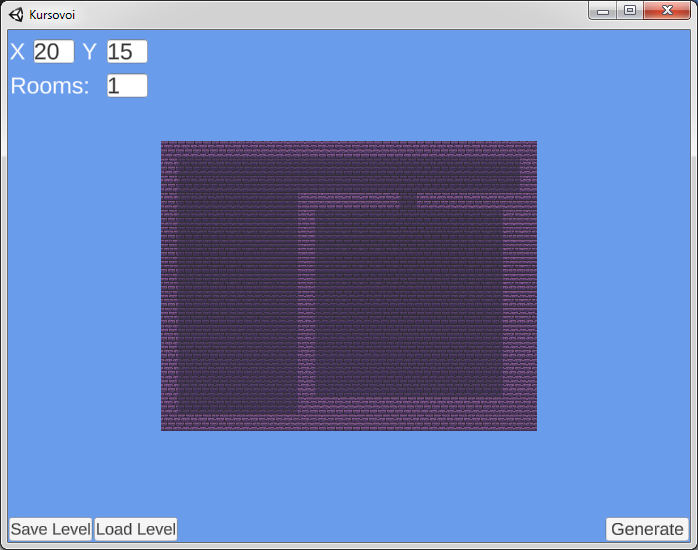 Kursovoi
X 20 Y 15
Rooms: 1
Save Level Load Level Generate